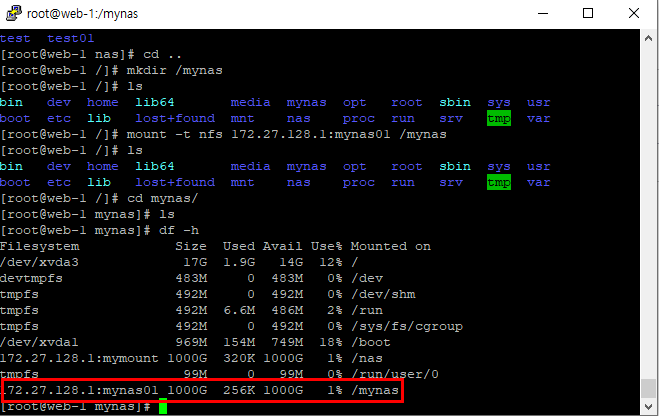 root@web-1:/mynas
test  test01
[root@web-1 nas]# cd ..
[root@web-1 /]# mkdir /mynas
[root@web-1 /]# ls
bin   dev  home  lib64       media  mynas  opt   root  sbin  sys  usr
boot  etc  lib   lost+found  mnt    nas    proc  run   srv   tmp  var
[root@web-1 /]# mount -t nfs 172.27.128.1:mynas01 /mynas
[root@web-1 /]# ls
bin   dev  home  lib64       media  mynas  opt   root  sbin  sys  usr
boot  etc  lib   lost+found  mnt    nas    proc  run   srv   tmp  var
[root@web-1 /]# cd mynas/
[root@web-1 mynas]# ls
[root@web-1 mynas]# df -h
Filesystem            Size  Used Avail Use% Mounted on
/dev/xvda3             17G  1.9G   14G  12% /
devtmpfs              483M     0  483M   0% /dev
tmpfs                 492M     0  492M   0% /dev/shm
tmpfs                 492M  6.6M  486M   2% /run
tmpfs                 492M     0  492M   0% /sys/fs/cgroup
/dev/xvda1            969M  154M  749M  18% /boot
172.27.128.1:mymount 1000G  320K 1000G   1% /nas
tmpfs                  99M     0   99M   0% /run/user/0
172.27.128.1:mynas01 1000G  256K 1000G   1% /mynas
[root@web-1 mynas]#